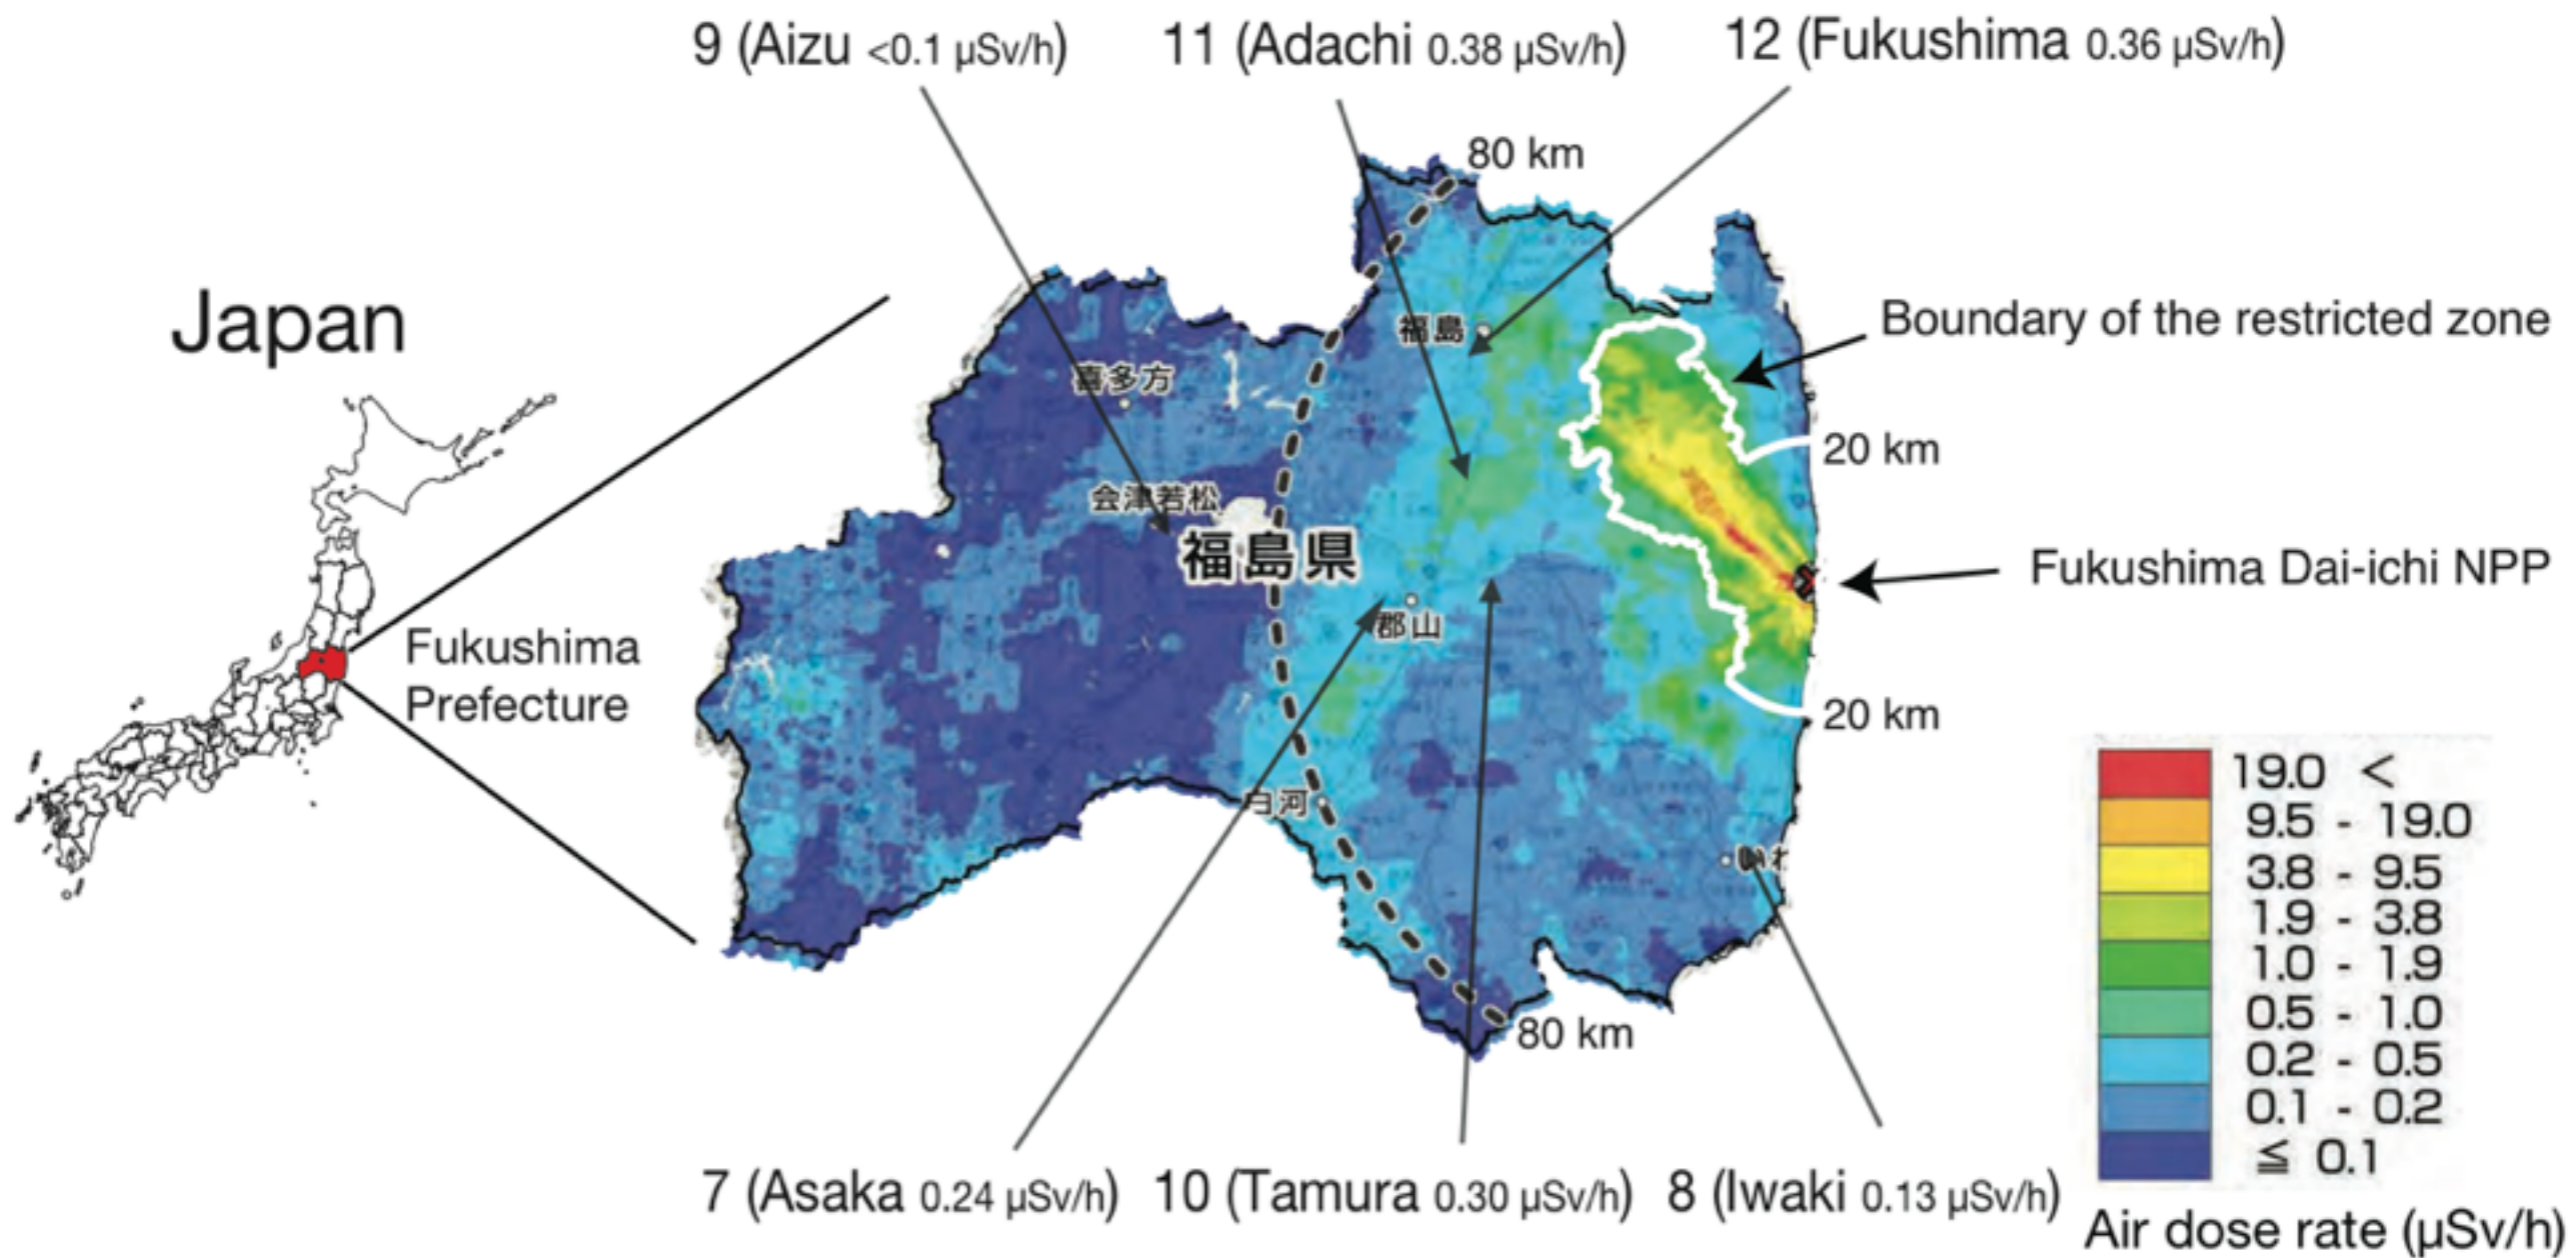 9 (Aizu <0.1 μSv/h)
11 (Adachi 0.38 μSv/h)
12 (Fukushima 0.36 μSv/h)
80 km
Japan
Boundary of the restricted zone
福島
喜多方
20 km
会津若松
福島県
Fukushima Dai-ichi NPP
郡山
Fukushima
Prefecture
20 km
白河
19.0 <
9.5 - 19.0
3.8 - 9.5
1.9 - 3.8
1.0 - 1.9
0.5 - 1.0
0.2 - 0.5
0.1 - 0.2
≦ 0.1
80 km
7 (Asaka 0.24 μSv/h)
10 (Tamura 0.30 μSv/h)
8 (Iwaki 0.13 μSv/h)
Air dose rate (μSv/h)